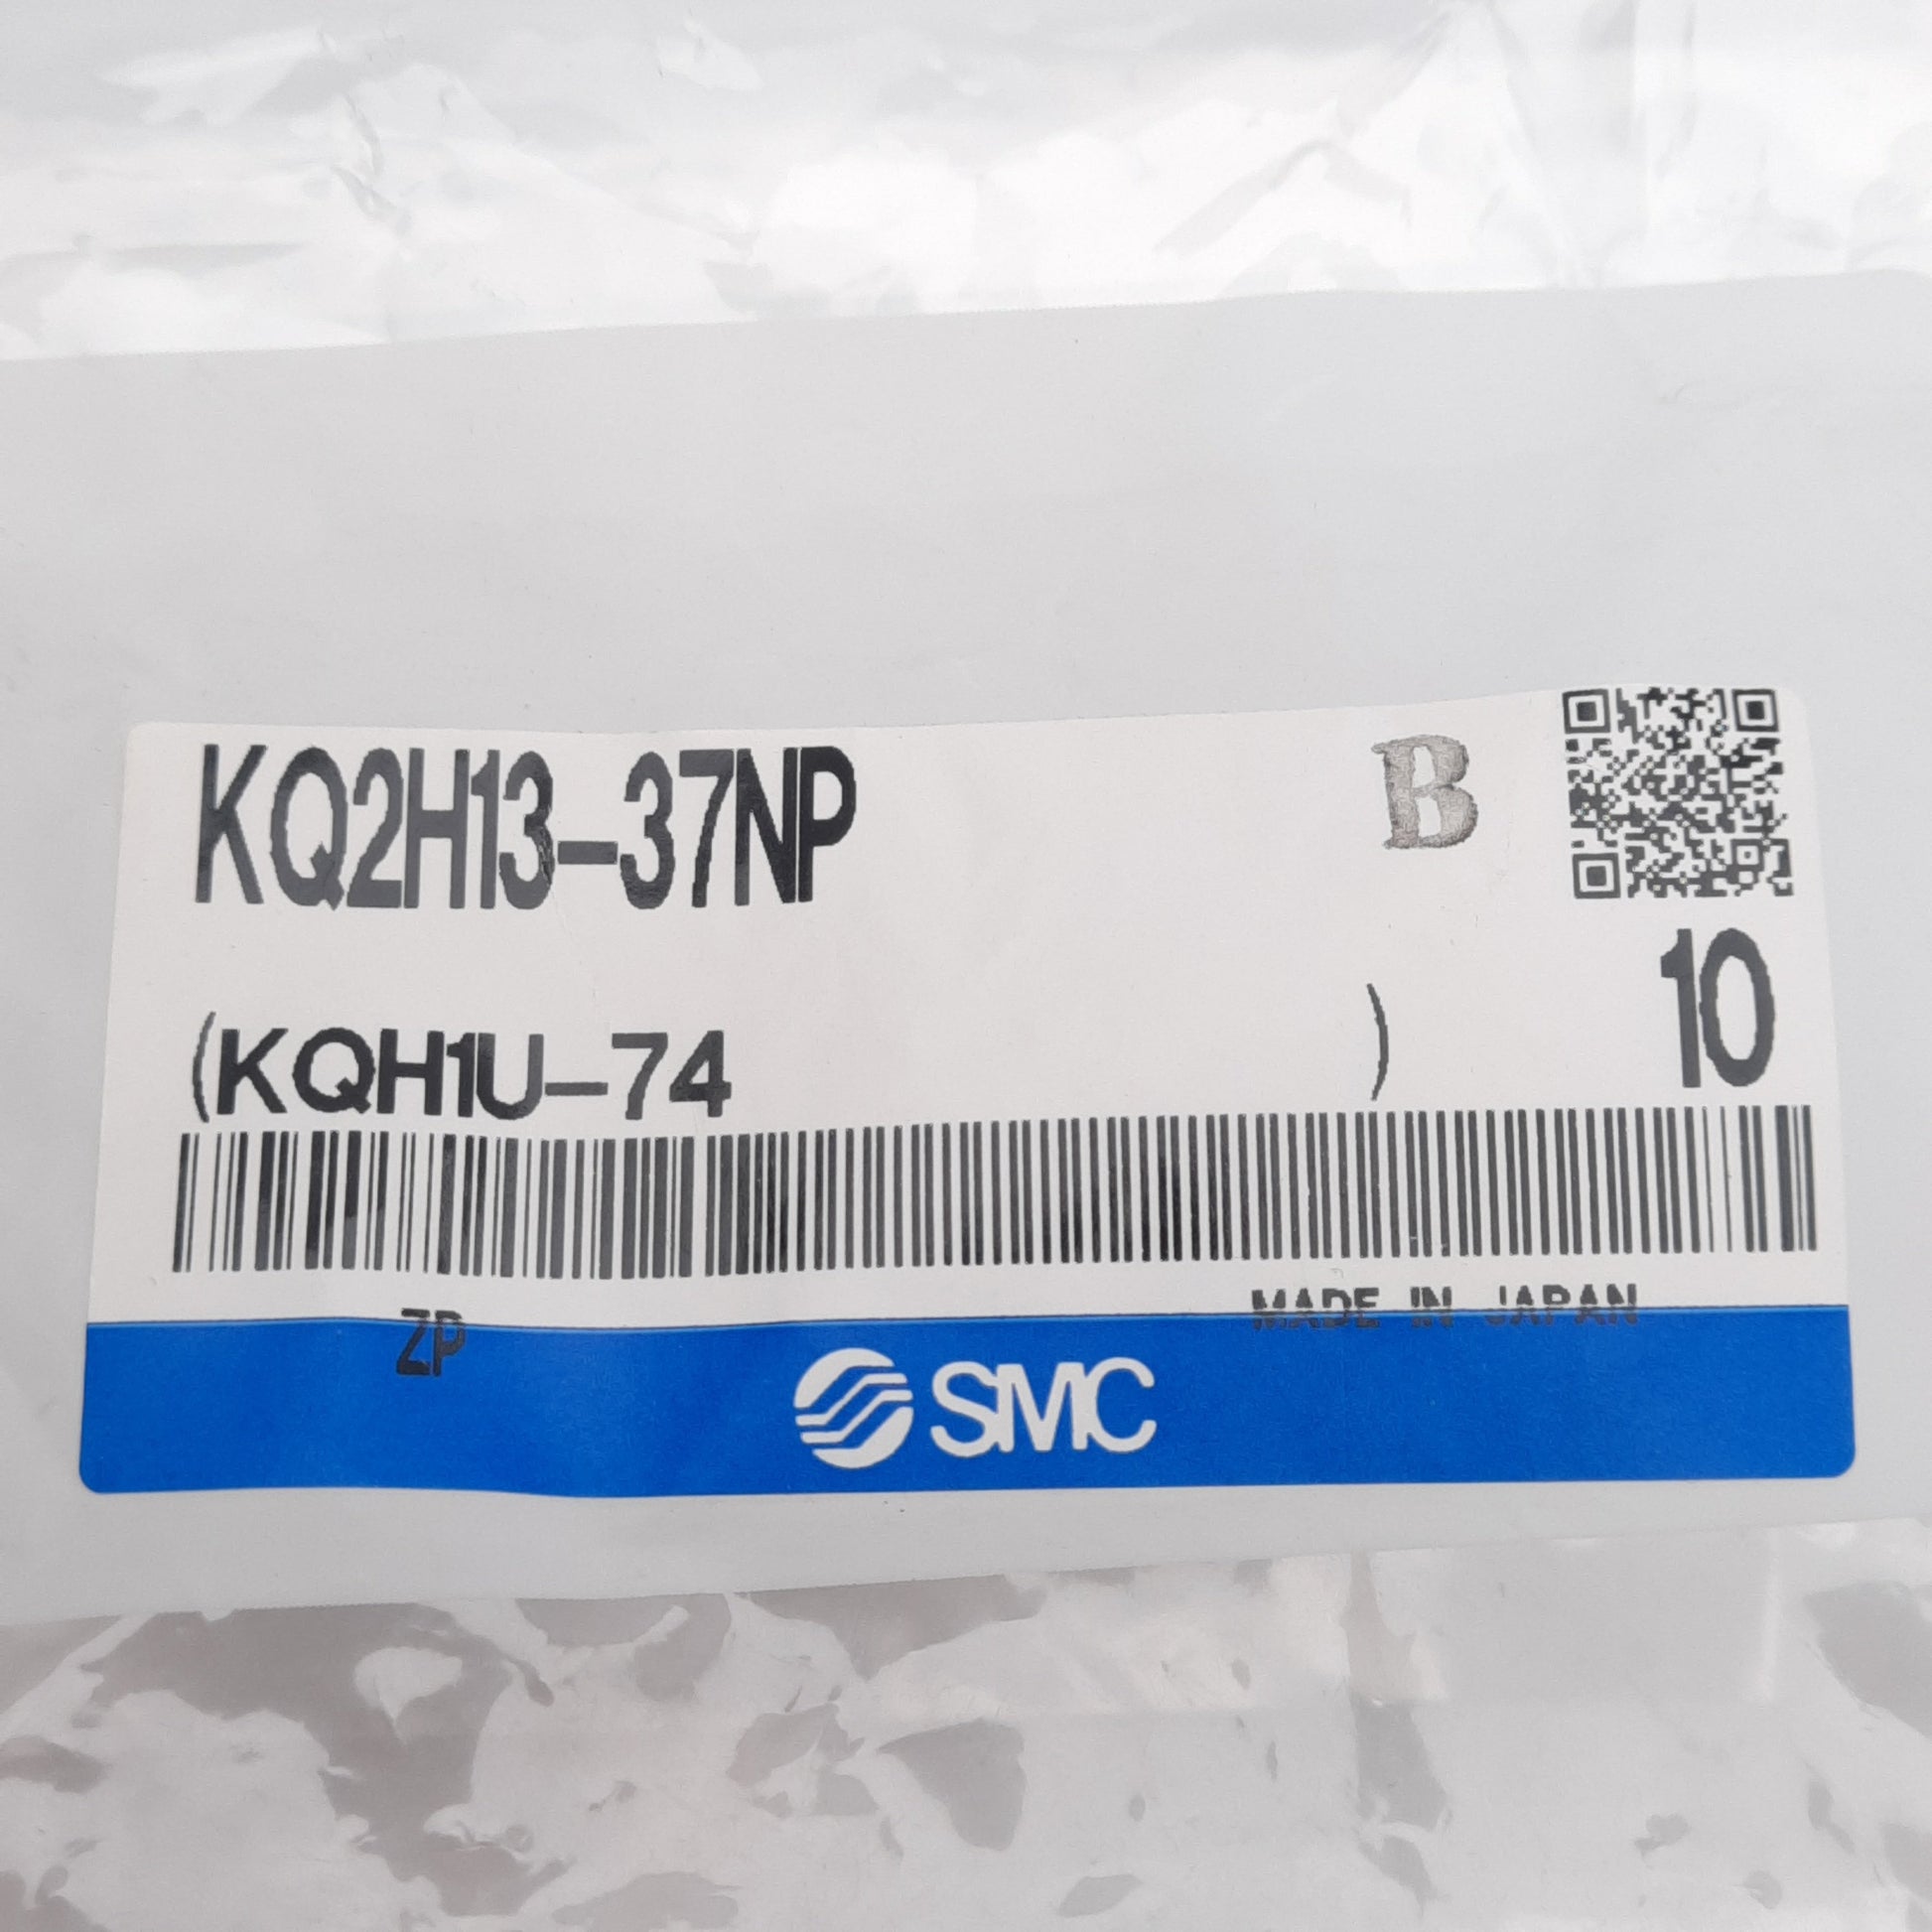 KQ2H13-37NP
B
(KQH1U-74 )
10
ZP
MADE IN JAPAN
SMC